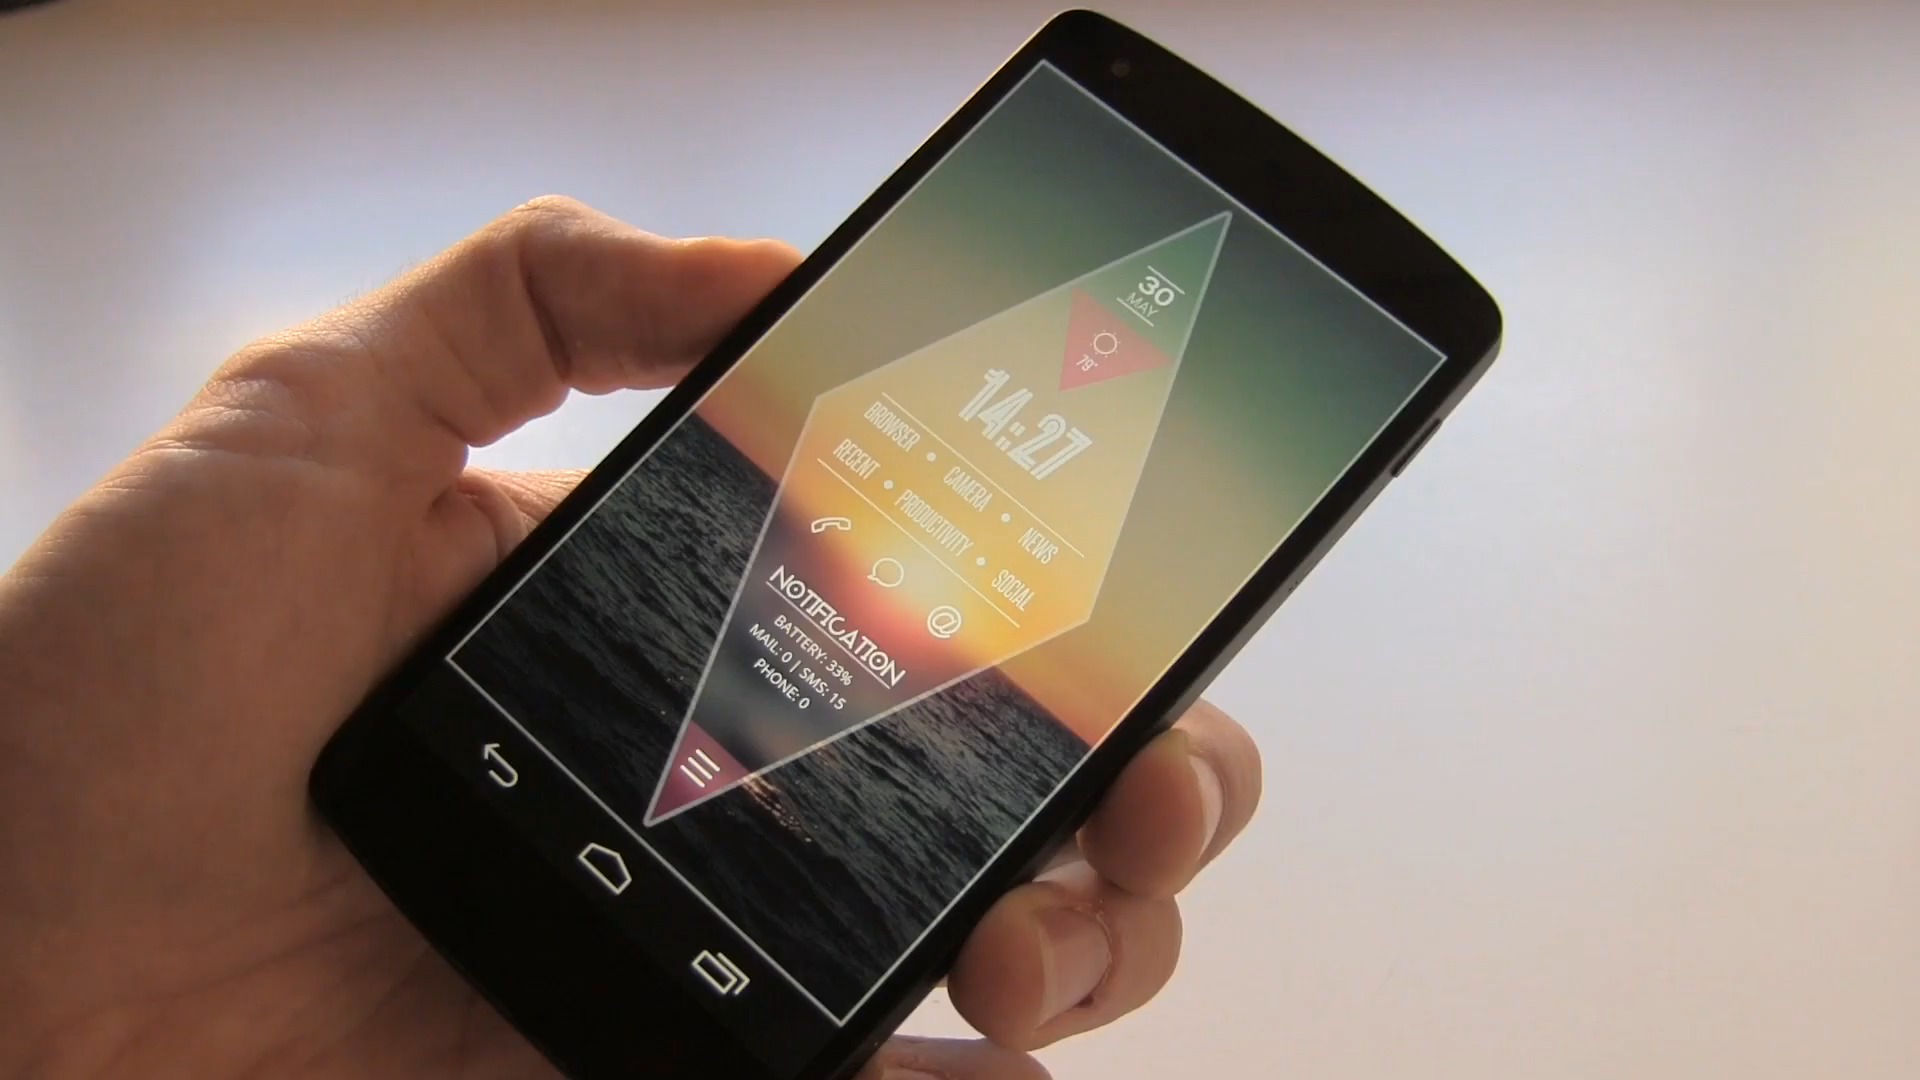 30
MAY
79°
14:27
BROWSER • CAMERA • NEWS
RECENT • PRODUCTIVITY • SOCIAL
@
NOTIFICATION
BATTERY: 33%
MAIL: 0 | SMS: 15
PHONE: 0